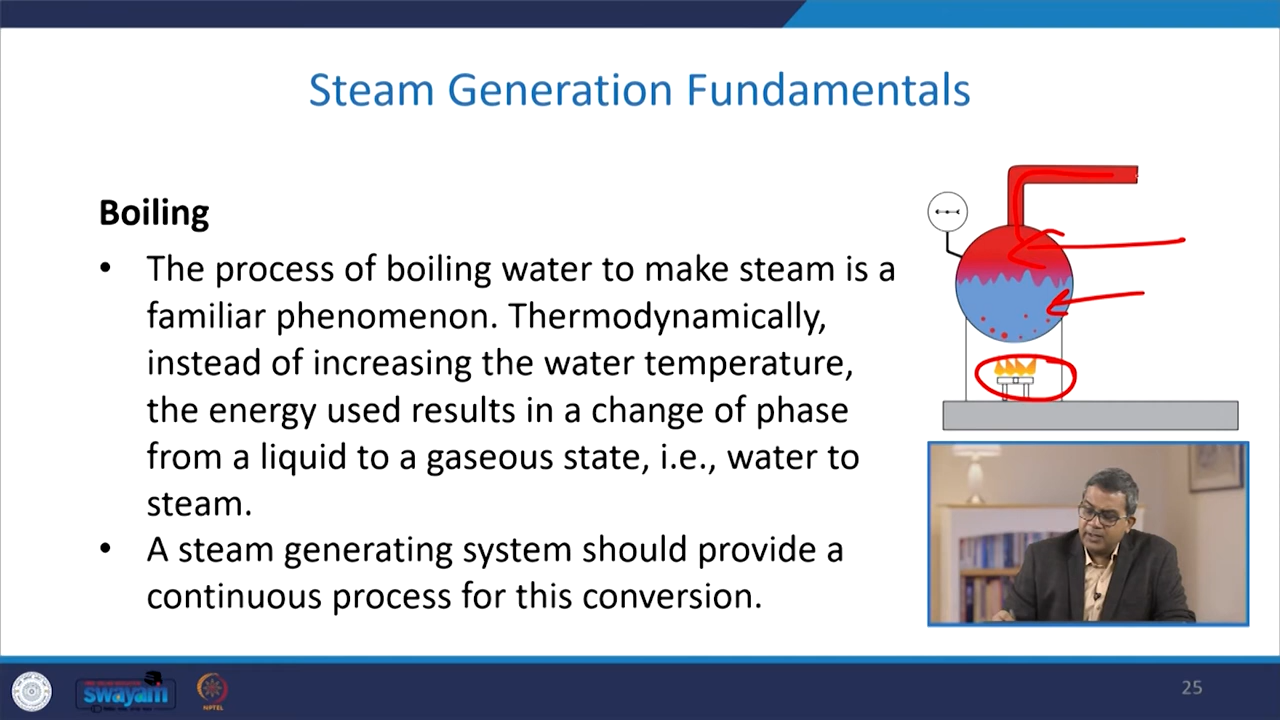 Steam Generation Fundamentals
Boiling
• The process of boiling water to make steam is a
familiar phenomenon. Thermodynamically,
instead of increasing the water temperature,
the energy used results in a change of phase
from a liquid to a gaseous state, i.e., water to
steam.
• A steam generating system should provide a
continuous process for this conversion.
swayam
NPTEL
25